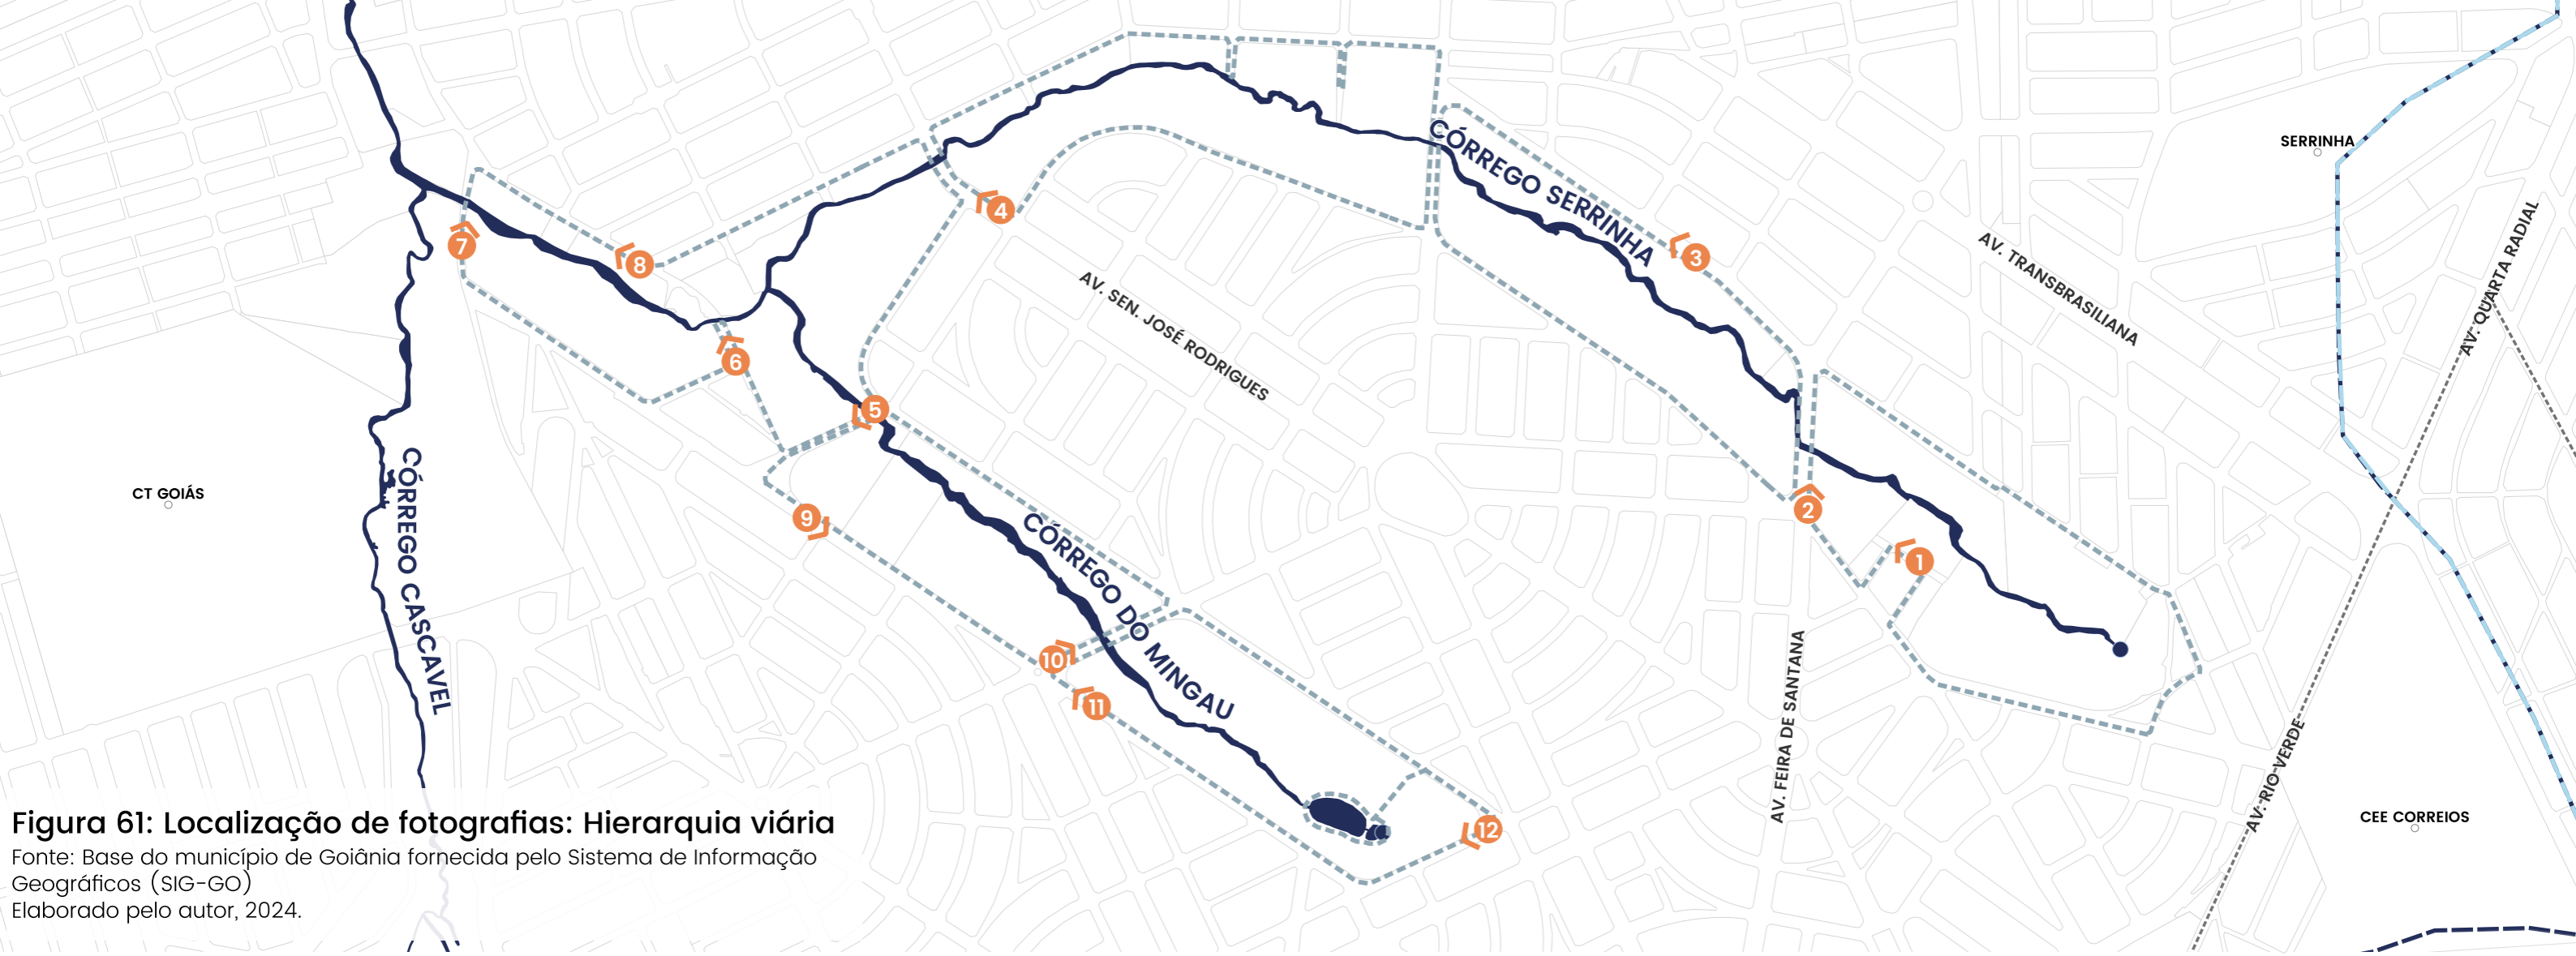 CÓRREGO SERRINHA
SERRINHA
3
4
7
8
AV. TRANSBRASILIANA
AV. QUARTA RADIAL
AV. SEN. JOSÉ RODRIGUES
6
5
CT GOIÁS
CÓRREGO CASCAVEL
9
2
1
CÓRREGO DO MINGAU
10
11
AV. FEIRA DE SANTANA
AV. RIO VERDE
12
CEE CORREIOS
Figura 61: Localização de fotografias: Hierarquia viária
Fonte: Base do município de Goiânia fornecida pelo Sistema de Informação
Geográficos (SIG-GO)
Elaborado pelo autor, 2024.